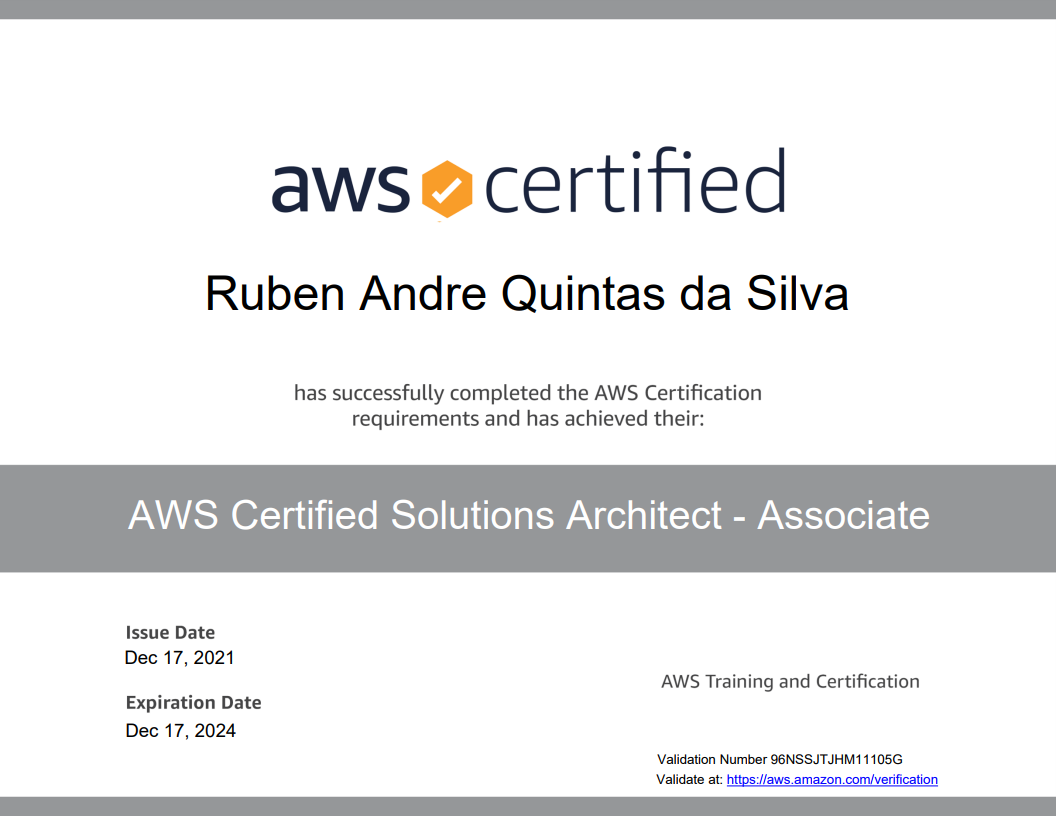 aws certified
Ruben Andre Quintas da Silva
has successfully completed the AWS Certification
requirements and has achieved their:
AWS Certified Solutions Architect - Associate
Issue Date
Dec 17, 2021
Expiration Date
Dec 17, 2024
AWS Training and Certification
Validation Number 96NSSJTJHM11105G
Validate at: https://aws.amazon.com/verification